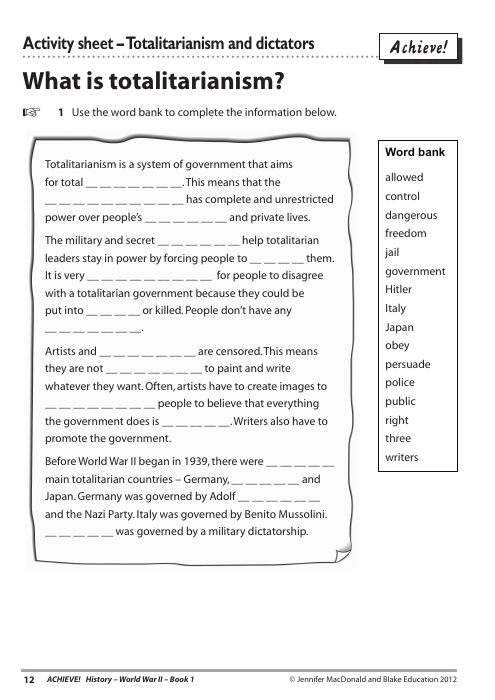 Activity sheet – Totalitarianism and dictators
Achieve!
What is totalitarianism?
1 Use the word bank to complete the information below.
Totalitarianism is a system of government that aims
for total __ __ __ __ __ __ __. This means that the
__ __ __ __ __ __ __ __ __ __ has complete and unrestricted
power over people's __ __ __ __ __ __ and private lives.
The military and secret __ __ __ __ __ __ help totalitarian
leaders stay in power by forcing people to __ __ __ __ them.
It is very __ __ __ __ __ __ __ __ __ for people to disagree
with a totalitarian government because they could be
put into __ __ __ __ or killed. People don't have any
__ __ __ __ __ __ __.
Artists and __ __ __ __ __ __ __ are censored. This means
they are not __ __ __ __ __ __ __ to paint and write
whatever they want. Often, artists have to create images to
__ __ __ __ __ __ __ __ people to believe that everything
the government does is __ __ __ __ __. Writers also have to
promote the government.
Before World War II began in 1939, there were __ __ __ __ __
main totalitarian countries – Germany, __ __ __ __ __ and
Japan. Germany was governed by Adolf __ __ __ __ __ __
and the Nazi Party. Italy was governed by Benito Mussolini.
__ __ __ __ __ was governed by a military dictatorship.
Word bank
allowed
control
dangerous
freedom
jail
government
Hitler
Italy
Japan
obey
persuade
police
public
right
three
writers
12 ACHIEVE! History – World War II – Book 1
© Jennifer MacDonald and Blake Education 2012